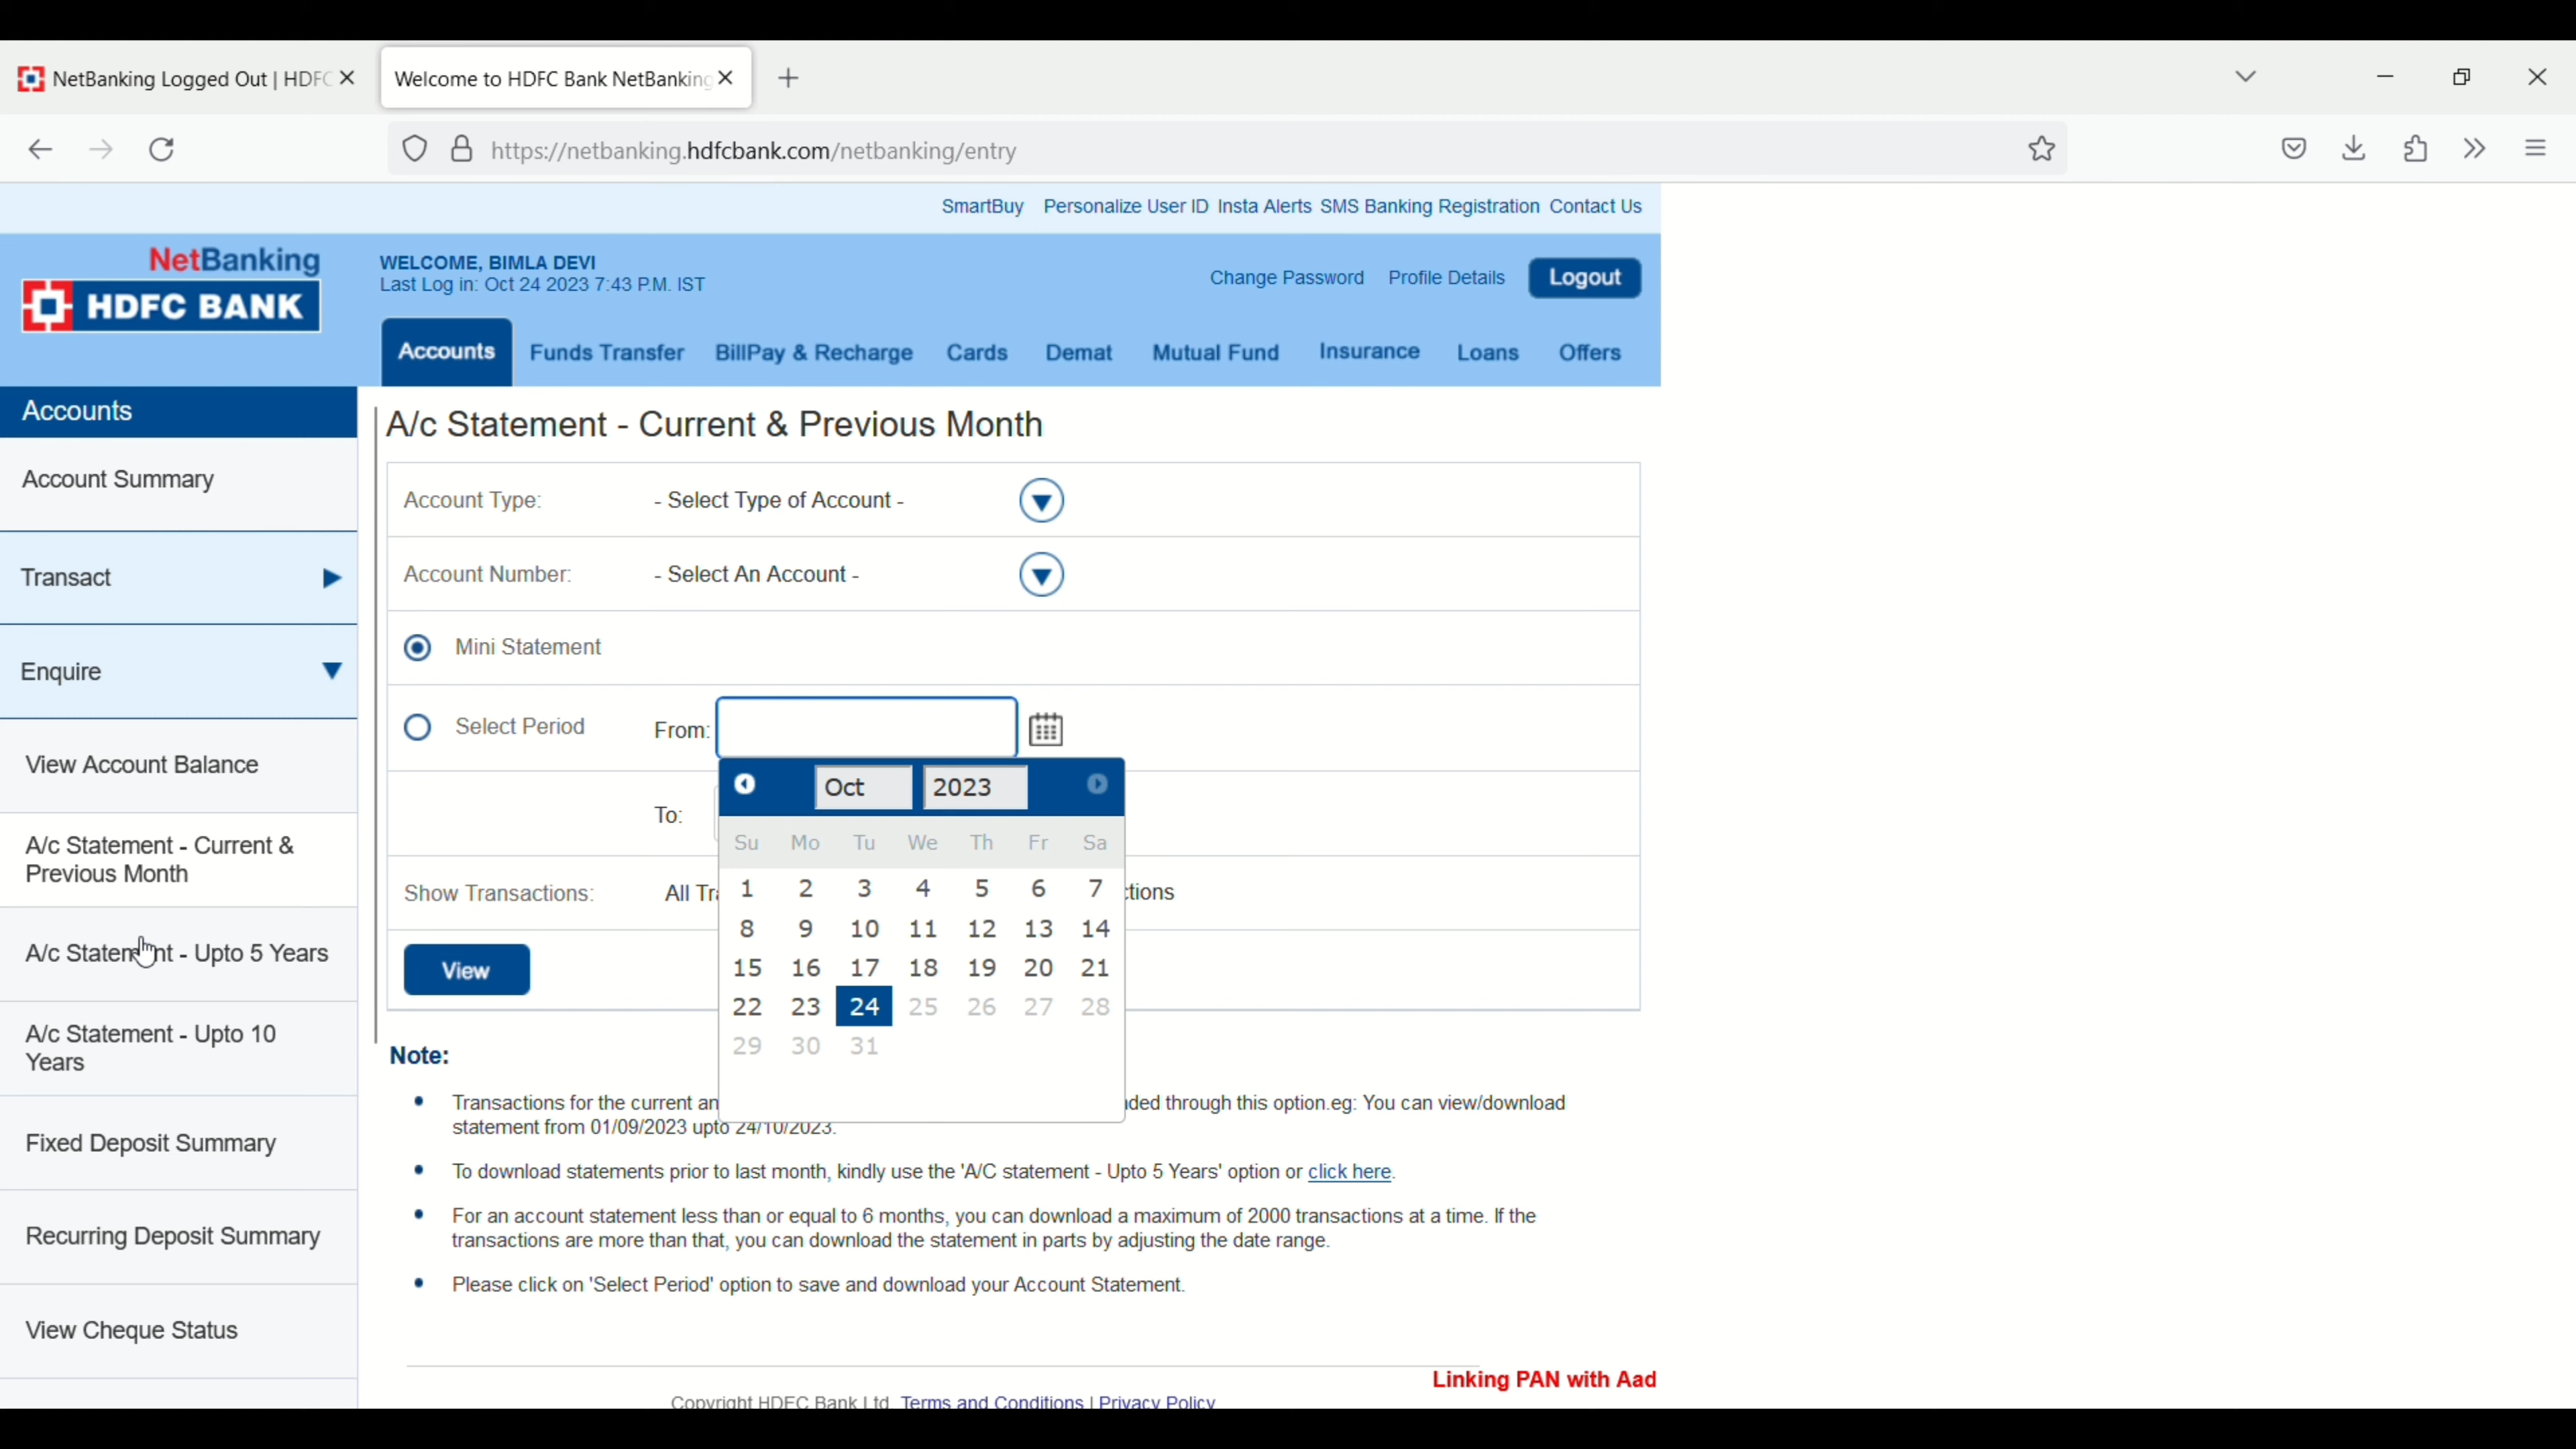 NetBanking Logged Out | HDFC
Welcome to HDFC Bank NetBanking
https://netbanking.hdfcbank.com/netbanking/entry
SmartBuy Personalize User ID Insta Alerts SMS Banking Registration Contact Us
NetBanking
HDFC BANK
WELCOME, BIMLA DEVI
Last Log in: Oct 24 2023 7:43 P.M. IST
Change Password Profile Details Logout
Accounts Funds Transfer BillPay & Recharge Cards Demat Mutual Fund Insurance Loans Offers
Accounts
Account Summary
Transact
Enquire
View Account Balance
A/c Statement - Current &
Previous Month
A/c Statement - Upto 5 Years
A/c Statement - Upto 10
Years
Fixed Deposit Summary
Recurring Deposit Summary
View Cheque Status
A/c Statement - Current & Previous Month
Account Type: - Select Type of Account -
Account Number: - Select An Account -
Mini Statement
Select Period From:
To:
Oct 2023
Su Mo Tu We Th Fr Sa
1 2 3 4 5 6 7
8 9 10 11 12 13 14
15 16 17 18 19 20 21
22 23 24 25 26 27 28
29 30 31
Show Transactions: All Tra ctions
View
Note:
Transactions for the current an ded through this option.eg: You can view/download
statement from 01/09/2023 upto 24/10/2023.
To download statements prior to last month, kindly use the 'A/C statement - Upto 5 Years' option or click here.
For an account statement less than or equal to 6 months, you can download a maximum of 2000 transactions at a time. If the
transactions are more than that, you can download the statement in parts by adjusting the date range.
Please click on 'Select Period' option to save and download your Account Statement.
Linking PAN with Aad
Copyright HDFC Bank Ltd. Terms and Conditions | Privacy Policy